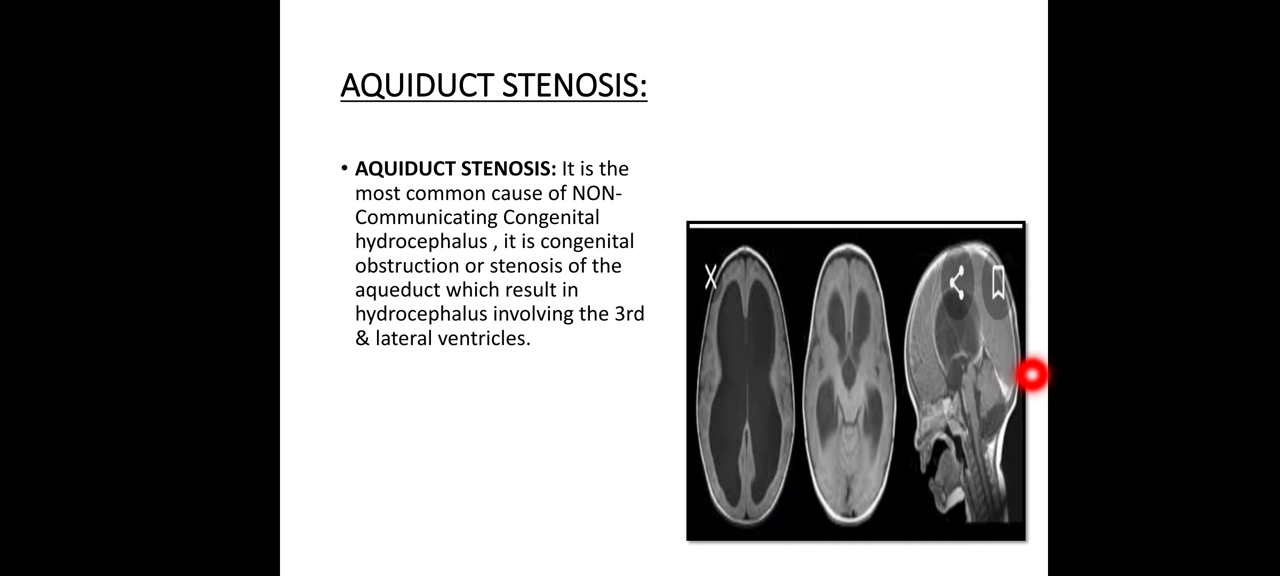 AQUIDUCT STENOSIS:
• AQUIDUCT STENOSIS: It is the
most common cause of NON-
Communicating Congenital
hydrocephalus , it is congenital
obstruction or stenosis of the
aqueduct which result in
hydrocephalus involving the 3rd
& lateral ventricles.